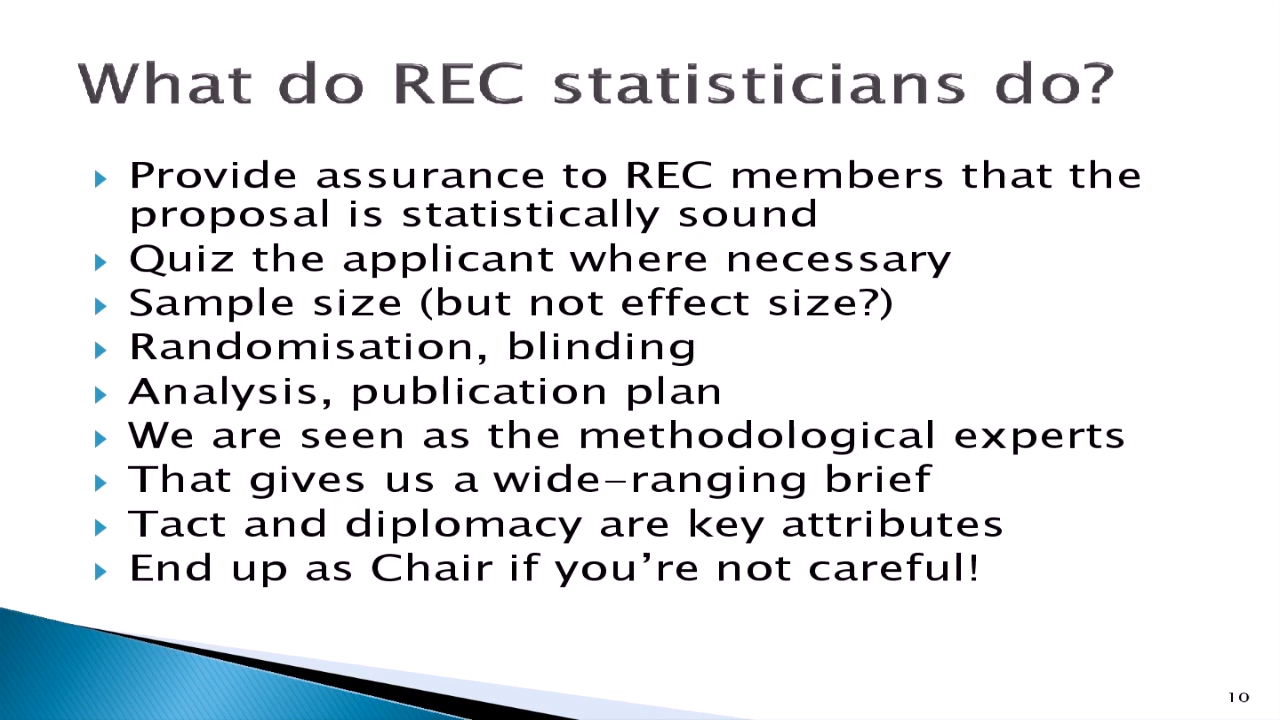 What do REC statisticians do?
Provide assurance to REC members that the
proposal is statistically sound
Quiz the applicant where necessary
Sample size (but not effect size?)
Randomisation, blinding
Analysis, publication plan
We are seen as the methodological experts
That gives us a wide-ranging brief
Tact and diplomacy are key attributes
End up as Chair if you’re not careful!
10